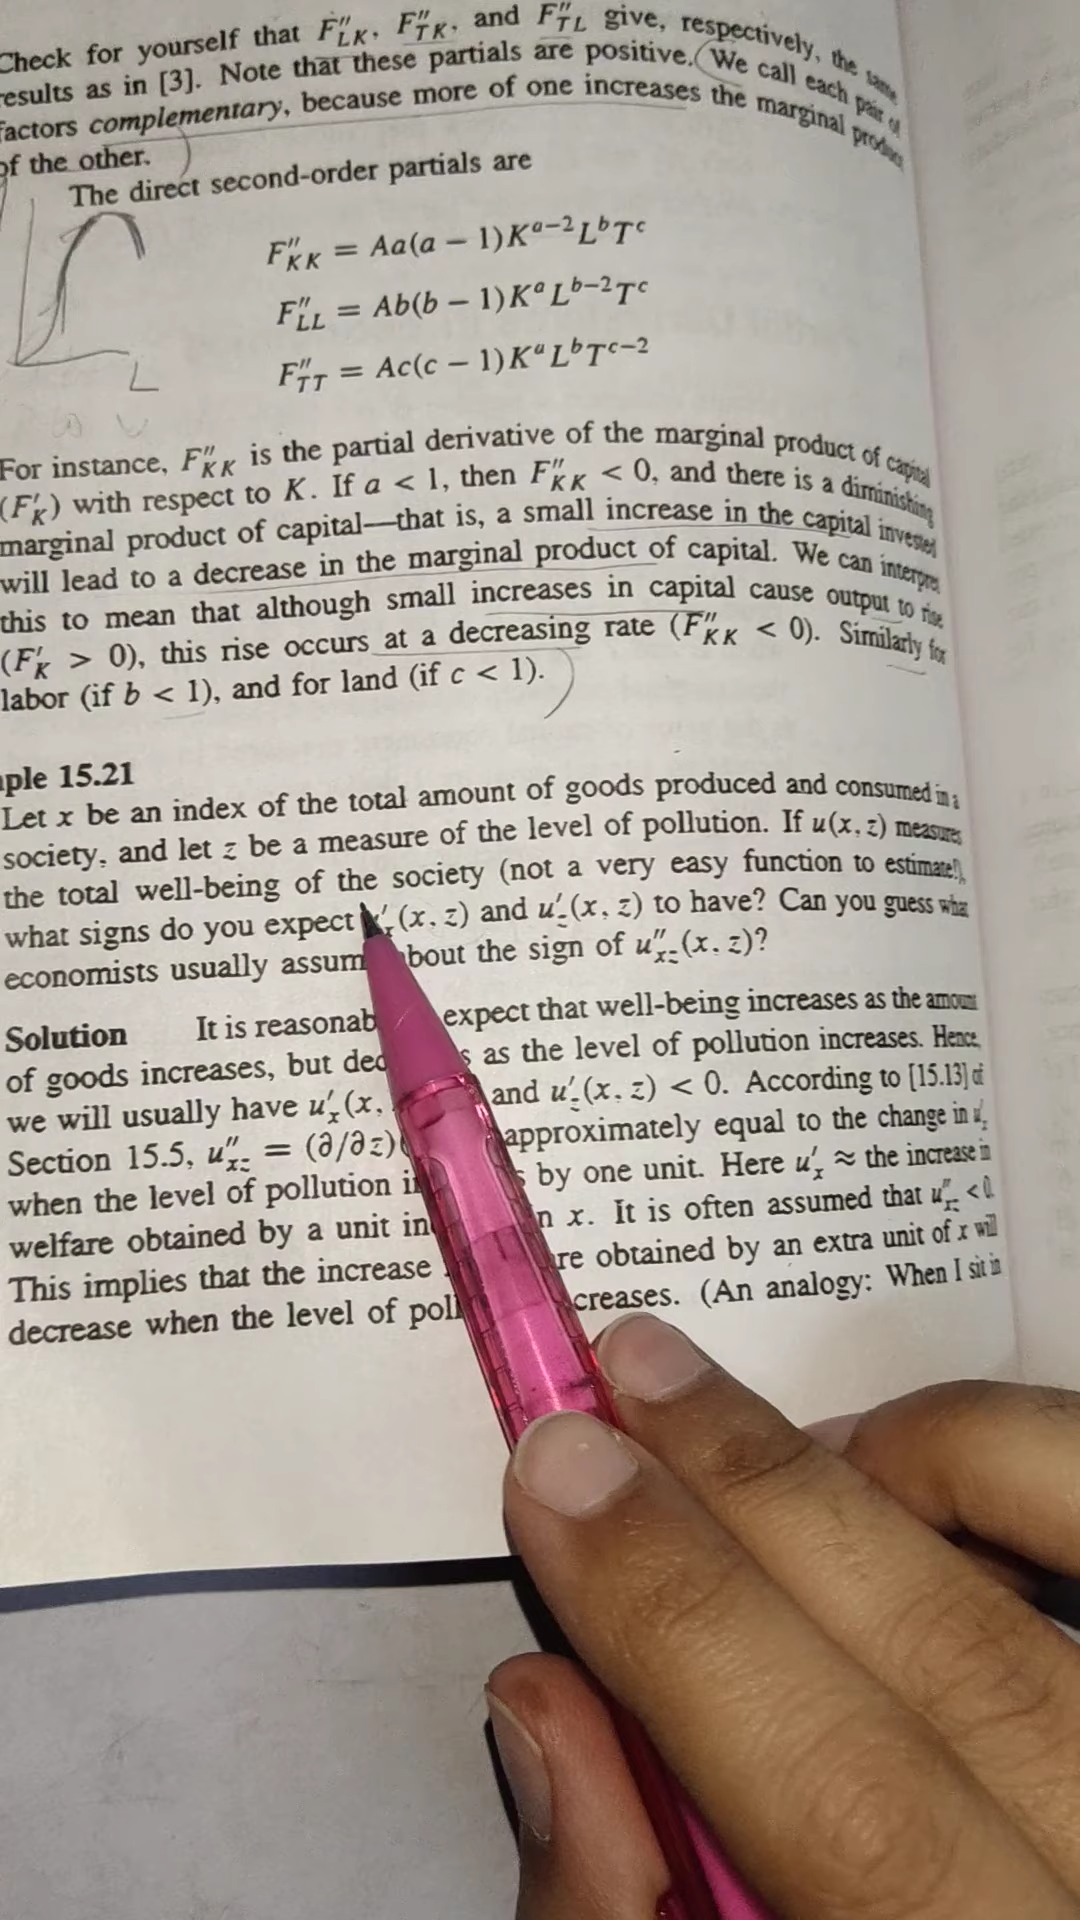 Check for yourself that F″LK, F″TK, and F″TL give, respectively, the same
results as in [3]. Note that these partials are positive. We call each pair of
factors complementary, because more of one increases the marginal product
of the other.
The direct second-order partials are
F″KK = Aa(a − 1)K^{a−2}L^bT^c
F″LL = Ab(b − 1)K^aL^{b−2}T^c
F″TT = Ac(c − 1)K^aL^bT^{c−2}
L
For instance, F″KK is the partial derivative of the marginal product of capital
(F′K) with respect to K. If a < 1, then F″KK < 0, and there is a diminishing
marginal product of capital—that is, a small increase in the capital invested
will lead to a decrease in the marginal product of capital. We can interpret
this to mean that although small increases in capital cause output to rise
(F′K > 0), this rise occurs at a decreasing rate (F″KK < 0). Similarly for
labor (if b < 1), and for land (if c < 1).
ple 15.21
Let x be an index of the total amount of goods produced and consumed in a
society, and let z be a measure of the level of pollution. If u(x, z) measures
the total well-being of the society (not a very easy function to estimate!),
what signs do you expect u′x(x, z) and u′z(x, z) to have? Can you guess what
economists usually assum bout the sign of u″xz(x, z)?
Solution It is reasonab expect that well-being increases as the amount
of goods increases, but dec s as the level of pollution increases. Hence,
we will usually have u′x(x, and u′z(x, z) < 0. According to [15.13] of
Section 15.5, u″xz = (∂/∂z)( approximately equal to the change in u′x
when the level of pollution i s by one unit. Here u′x ≈ the increase in
welfare obtained by a unit in n x. It is often assumed that u″xz < 0.
This implies that the increase re obtained by an extra unit of x will
decrease when the level of poll creases. (An analogy: When I sit in